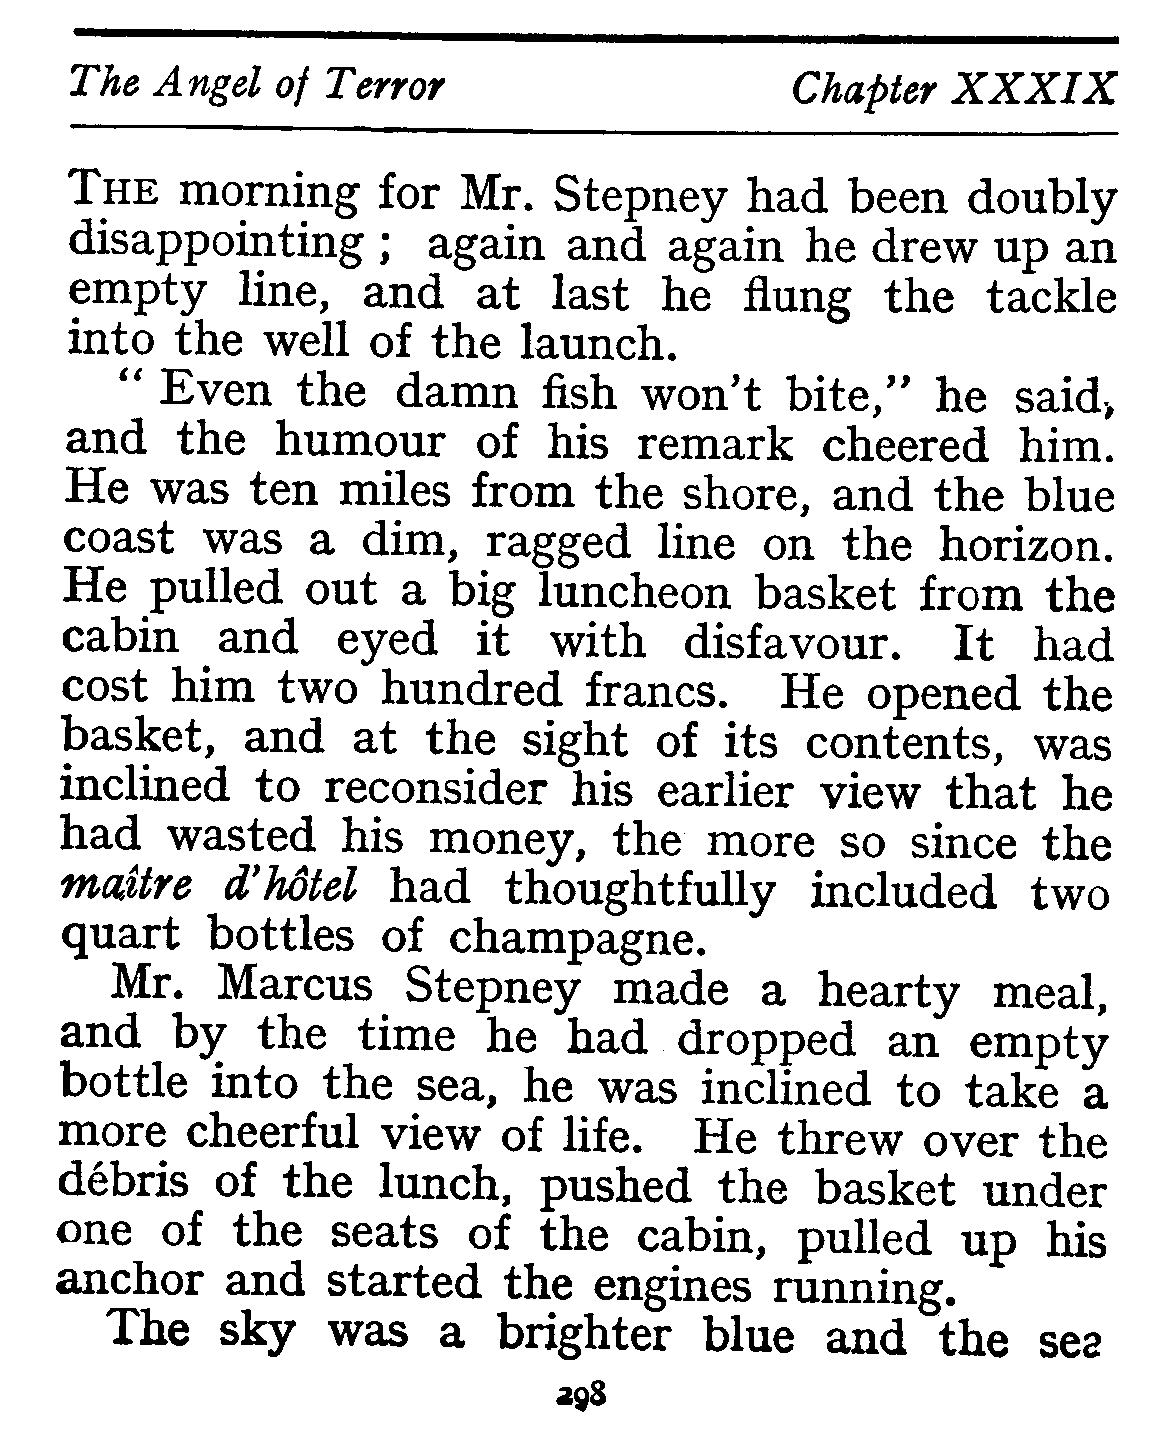 The Angel of Terror Chapter XXXIX
THE morning for Mr. Stepney had been doubly
disappointing ; again and again he drew up an
empty line, and at last he flung the tackle
into the well of the launch.
“ Even the damn fish won’t bite,” he said,
and the humour of his remark cheered him.
He was ten miles from the shore, and the blue
coast was a dim, ragged line on the horizon.
He pulled out a big luncheon basket from the
cabin and eyed it with disfavour. It had
cost him two hundred francs. He opened the
basket, and at the sight of its contents, was
inclined to reconsider his earlier view that he
had wasted his money, the more so since the
maître d’hôtel had thoughtfully included two
quart bottles of champagne.
Mr. Marcus Stepney made a hearty meal,
and by the time he had dropped an empty
bottle into the sea, he was inclined to take a
more cheerful view of life. He threw over the
débris of the lunch, pushed the basket under
one of the seats of the cabin, pulled up his
anchor and started the engines running.
The sky was a brighter blue and the sea
298